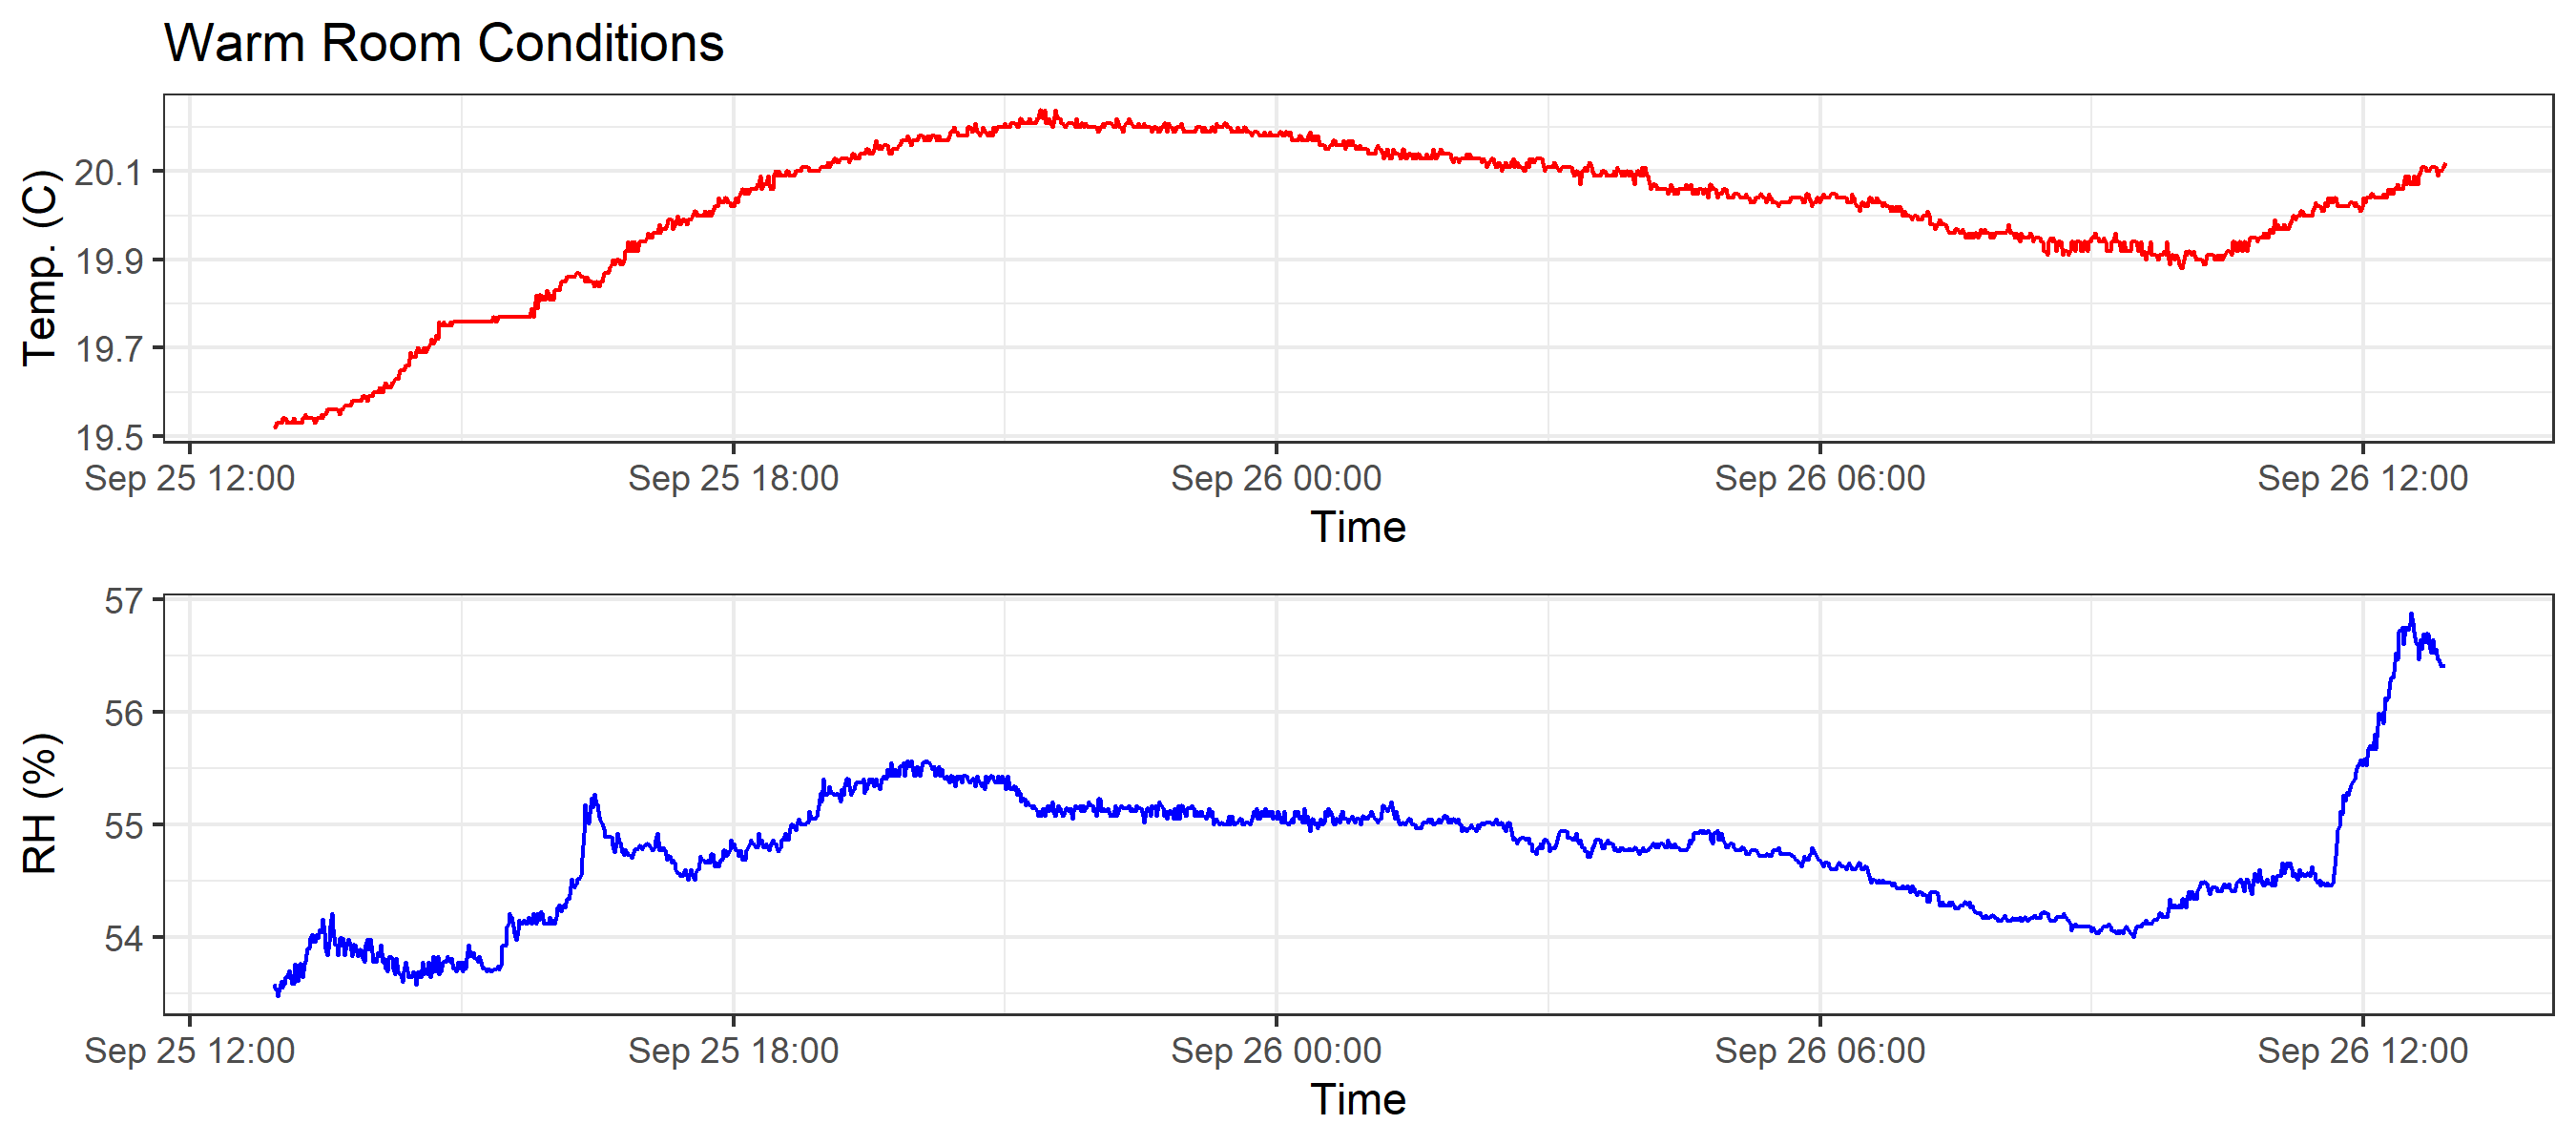 Warm Room Conditions
Temp. (C)
20.1
19.9
19.7
19.5
Sep 25 12:00 Sep 25 18:00 Sep 26 00:00 Sep 26 06:00 Sep 26 12:00
Time
RH (%)
57
56
55
54
Sep 25 12:00 Sep 25 18:00 Sep 26 00:00 Sep 26 06:00 Sep 26 12:00
Time